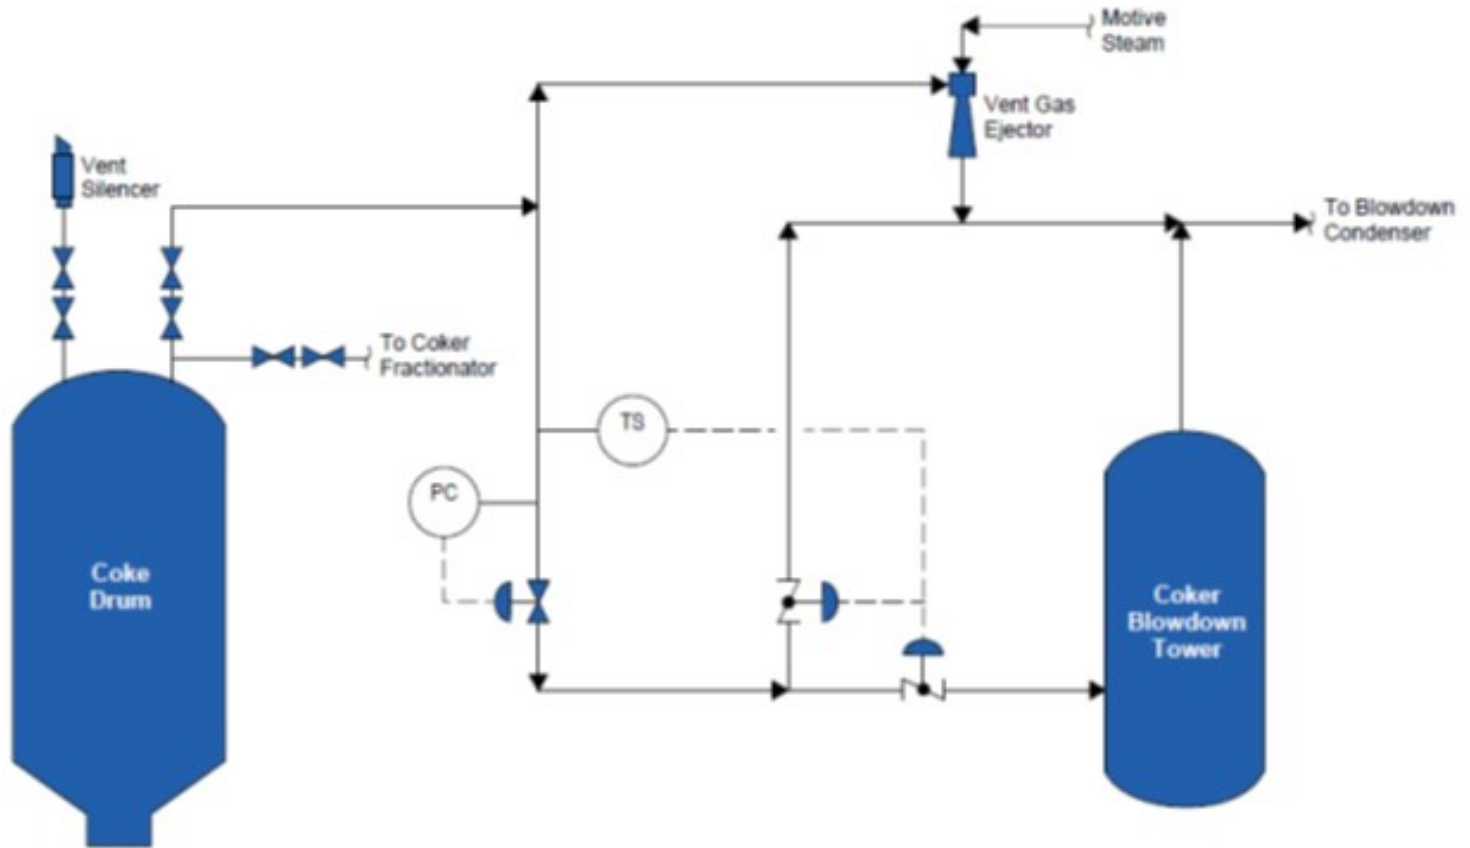 Motive
Steam
Vent Gas
Ejector
Vent
Silencer
To Blowdown
Condenser
To Coker
Fractionator
TS
PC
Coke
Drum
Coker
Blowdown
Tower